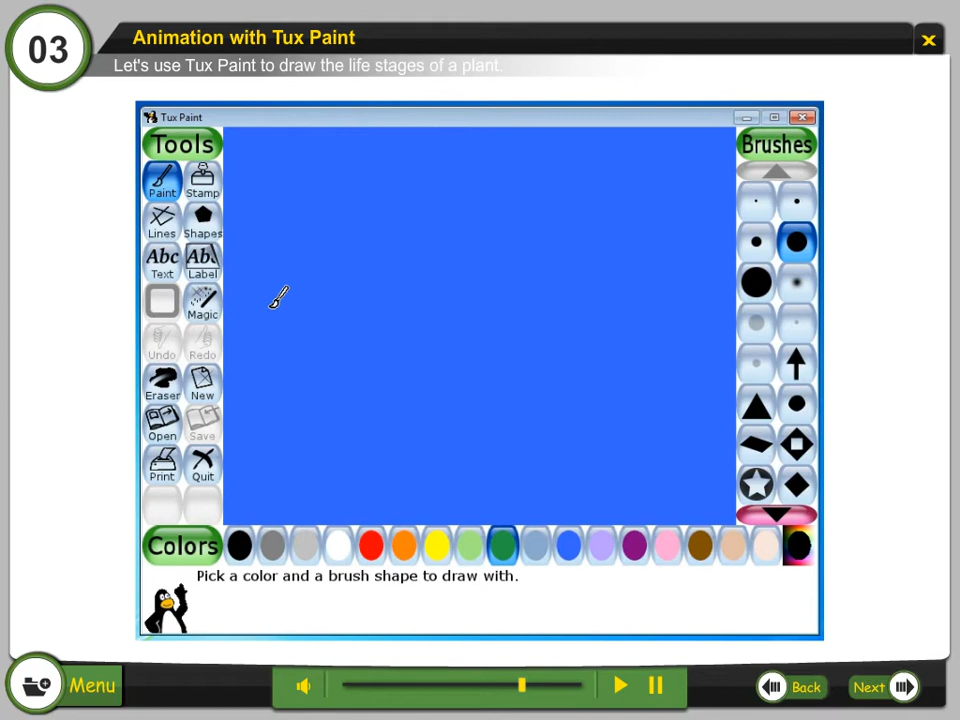 03
Animation with Tux Paint
x
Let's use Tux Paint to draw the life stages of a plant.
Tux Paint
Tools
Brushes
Paint Stamp
Lines Shapes
Abc Abc
Text Label
Magic
Undo Redo
Eraser New
Open Save
Print Quit
Colors
Pick a color and a brush shape to draw with.
Menu
Back
Next